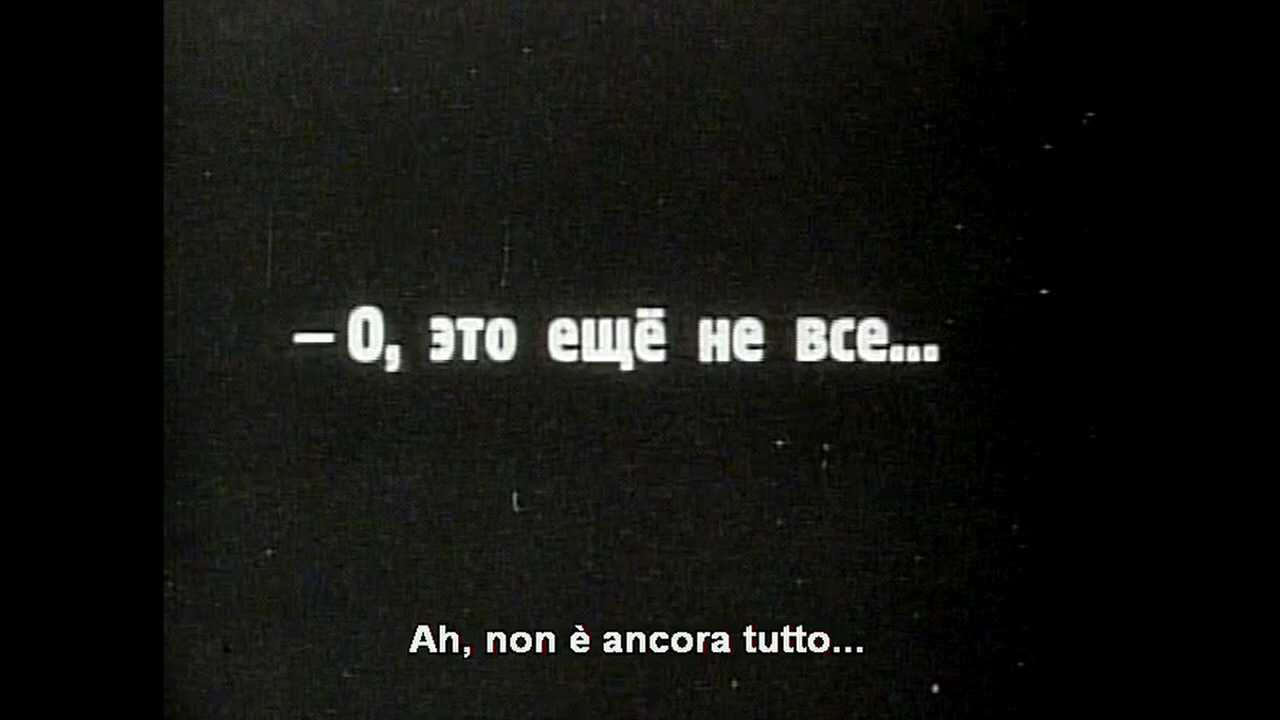 – О, это ещё не все...
Ah, non è ancora tutto...